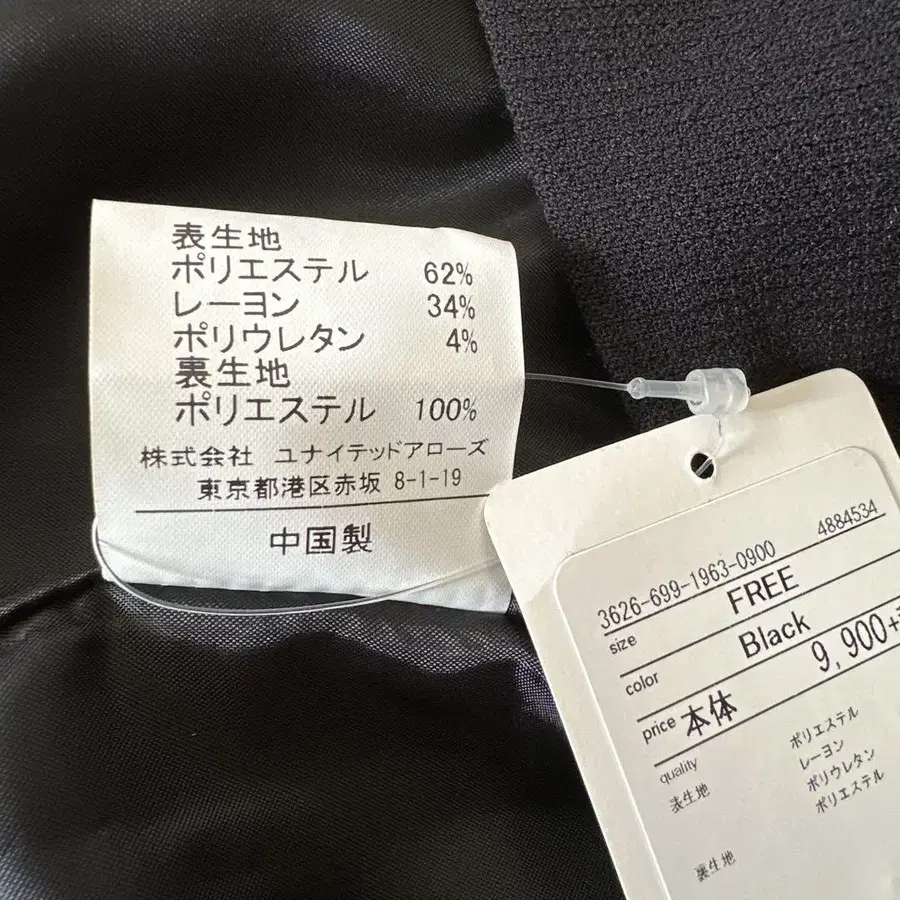 表生地
ポリエステル 62%
レーヨン 34%
ポリウレタン 4%
裏生地
ポリエステル 100%
株式会社 ユナイテッドアローズ
東京都港区赤坂 8-1-19
中国製
3626-699-1963-0900 4884534
size FREE
color Black
price 本体 9,900+
quality
表生地 ポリエステル
レーヨン
ポリウレタン
裏生地 ポリエステル